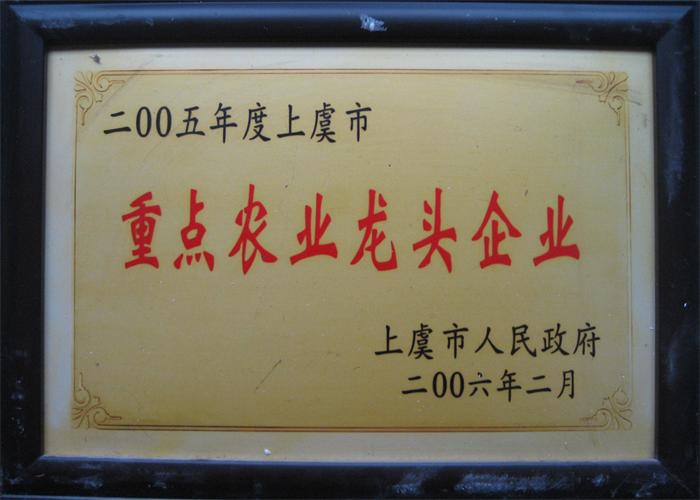 二00五年度上虞市
重点农业龙头企业
上虞市人民政府
二00六年二月